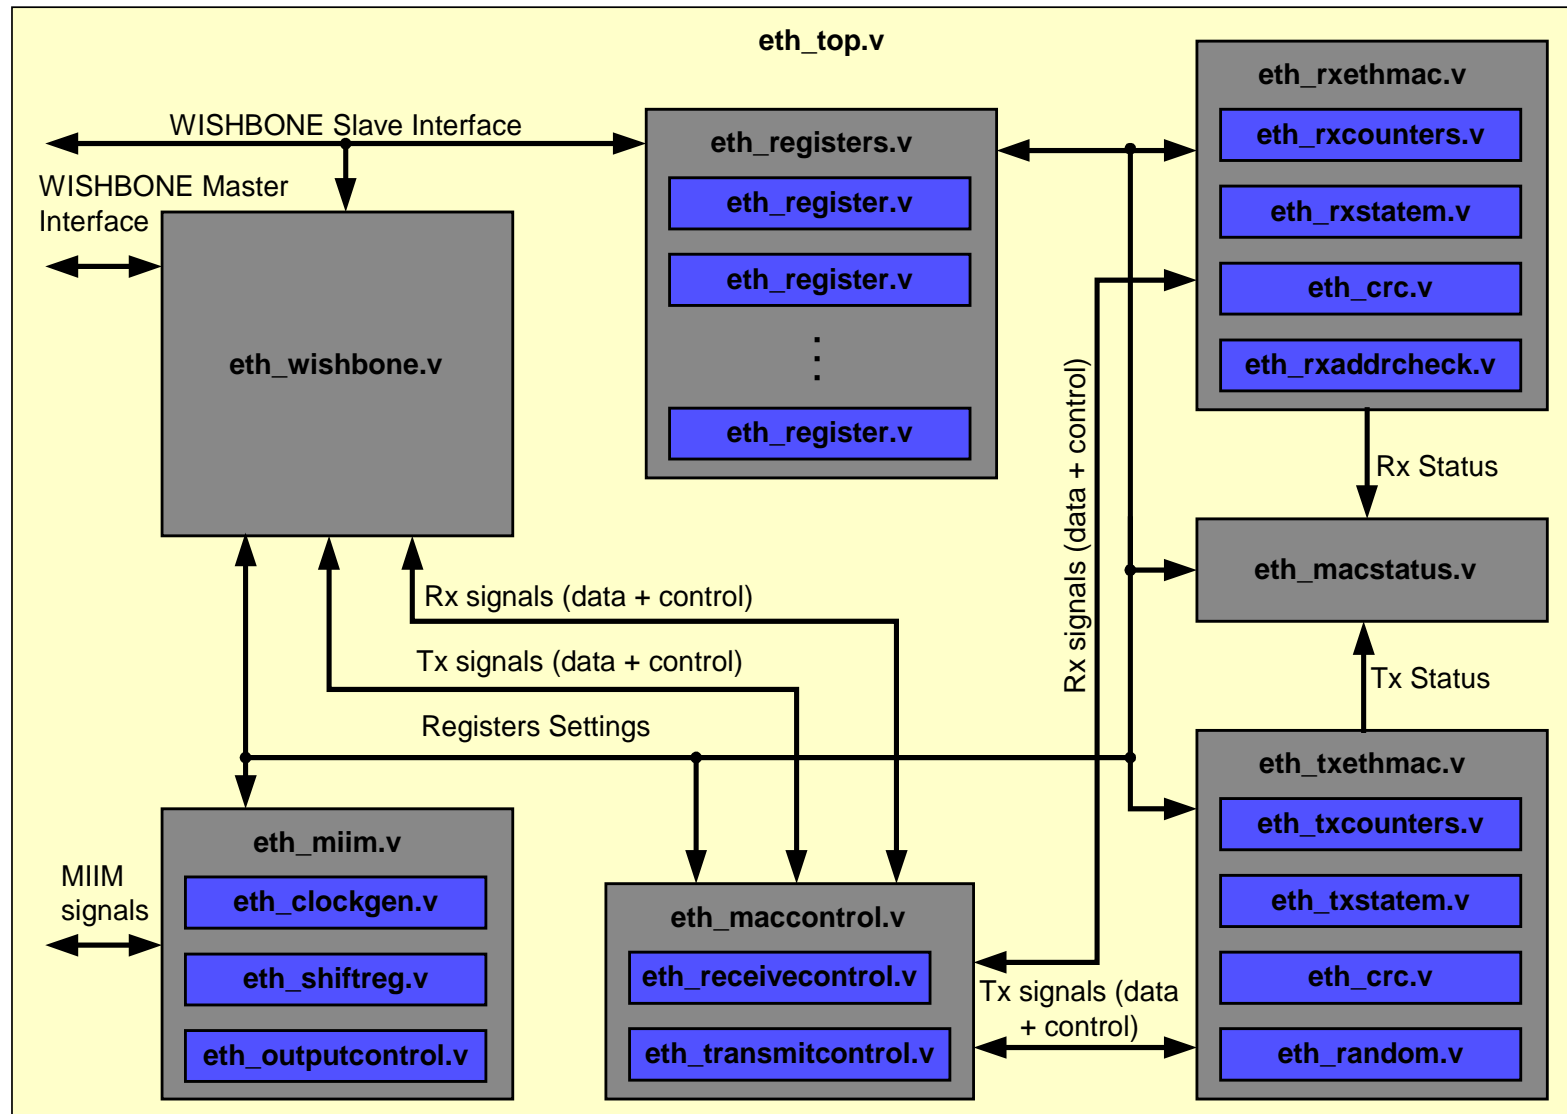 eth_top.v
WISHBONE Slave Interface
WISHBONE Master
Interface
eth_wishbone.v
eth_registers.v
eth_register.v
eth_register.v
eth_register.v
eth_rxethmac.v
eth_rxcounters.v
eth_rxstatem.v
eth_crc.v
eth_rxaddrcheck.v
Rx signals (data + control)
Rx Status
eth_macstatus.v
Tx Status
Rx signals (data + control)
Tx signals (data + control)
Registers Settings
eth_miim.v
eth_clockgen.v
eth_shiftreg.v
eth_outputcontrol.v
MIIM
signals
eth_maccontrol.v
eth_receivecontrol.v
eth_transmitcontrol.v
Tx signals (data
+ control)
eth_txethmac.v
eth_txcounters.v
eth_txstatem.v
eth_crc.v
eth_random.v